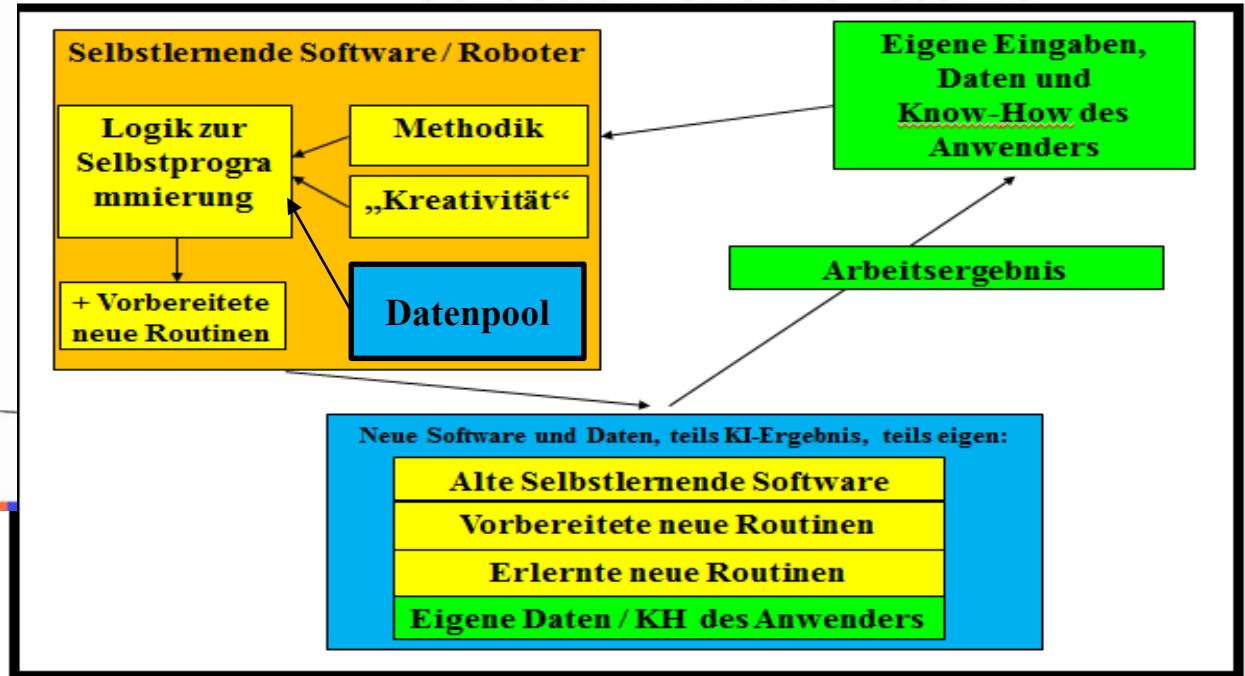 Selbstlernende Software / Roboter
Logik zur
Selbstprogra
mmierung
Methodik
„Kreativität“
+ Vorbereitete
neue Routinen
Datenpool
Eigene Eingaben,
Daten und
Know-How des
Anwenders
Arbeitsergebnis
Neue Software und Daten, teils KI-Ergebnis, teils eigen:
Alte Selbstlernende Software
Vorbereitete neue Routinen
Erlernte neue Routinen
Eigene Daten / KH des Anwenders